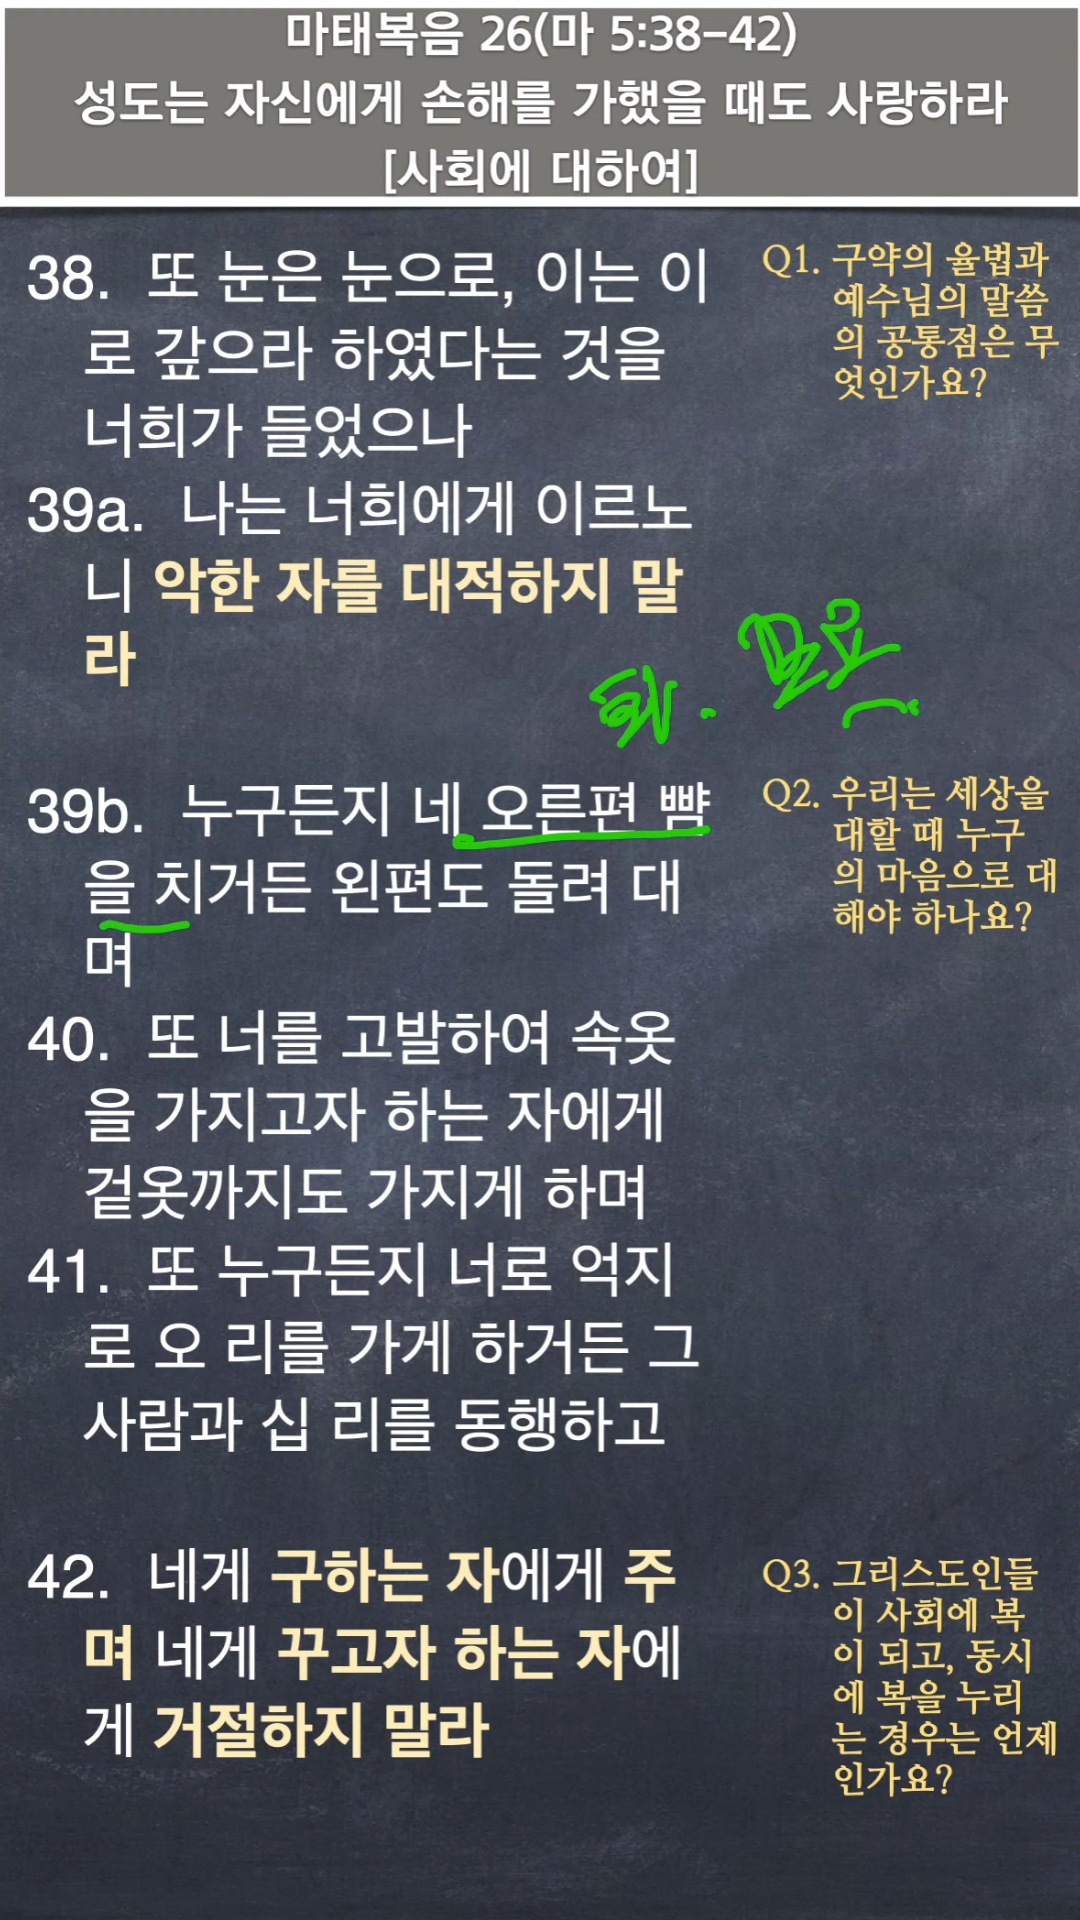 마태복음 26(마 5:38-42)
성도는 자신에게 손해를 가했을 때도 사랑하라
[사회에 대하여]
38. 또 눈은 눈으로, 이는 이
로 갚으라 하였다는 것을
너희가 들었으나
39a. 나는 너희에게 이르노
니 악한 자를 대적하지 말
라
39b. 누구든지 네 오른편 뺨
을 치거든 왼편도 돌려 대
며
40. 또 너를 고발하여 속옷
을 가지고자 하는 자에게
겉옷까지도 가지게 하며
41. 또 누구든지 너로 억지
로 오 리를 가게 하거든 그
사람과 십 리를 동행하고
42. 네게 구하는 자에게 주
며 네게 꾸고자 하는 자에
게 거절하지 말라
Q1. 구약의 율법과
예수님의 말씀
의 공통점은 무
엇인가요?
Q2. 우리는 세상을
대할 때 누구
의 마음으로 대
해야 하나요?
Q3. 그리스도인들
이 사회에 복
이 되고, 동시
에 복을 누리
는 경우는 언제
인가요?